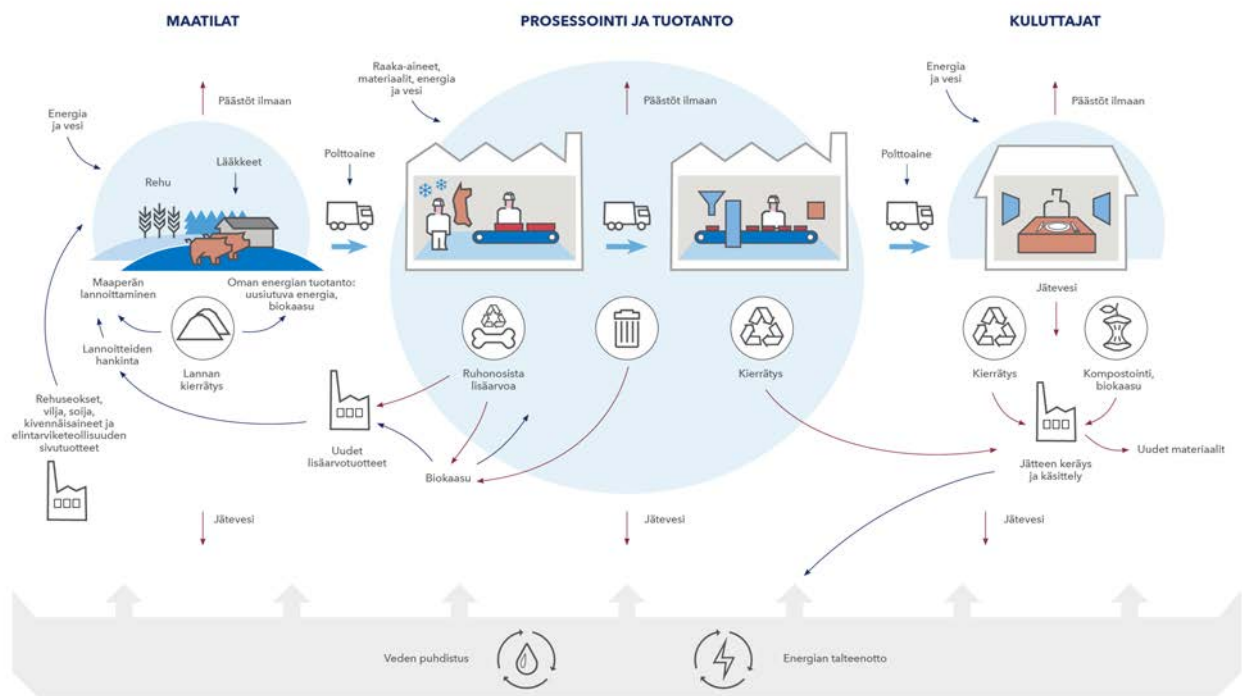 MAATILAT
PROSESSOINTI JA TUOTANTO
KULUTTAJAT
Energia
ja vesi
Päästöt ilmaan
Lääkkeet
Rehu
Polttoaine
Raaka-aineet,
materiaalit, energia
ja vesi
Päästöt ilmaan
Polttoaine
Energia
ja vesi
Päästöt ilmaan
Maaperän
lannoittaminen
Oman energian tuotanto:
uusiutuva energia,
biokaasu
Lannoitteiden
hankinta
Lannan
kierrätys
Rehuseokset,
vilja, soija,
kivennäisaineet ja
elintarviketeollisuuden
sivutuotteet
Ruhonosista
lisäarvoa
Kierrätys
Uudet
lisäarvotuotteet
Biokaasu
Jätevesi
Kierrätys
Kompostointi,
biokaasu
Uudet materiaalit
Jätteen keräys
ja käsittely
Jätevesi
Jätevesi
Jätevesi
Veden puhdistus
Energian talteenotto